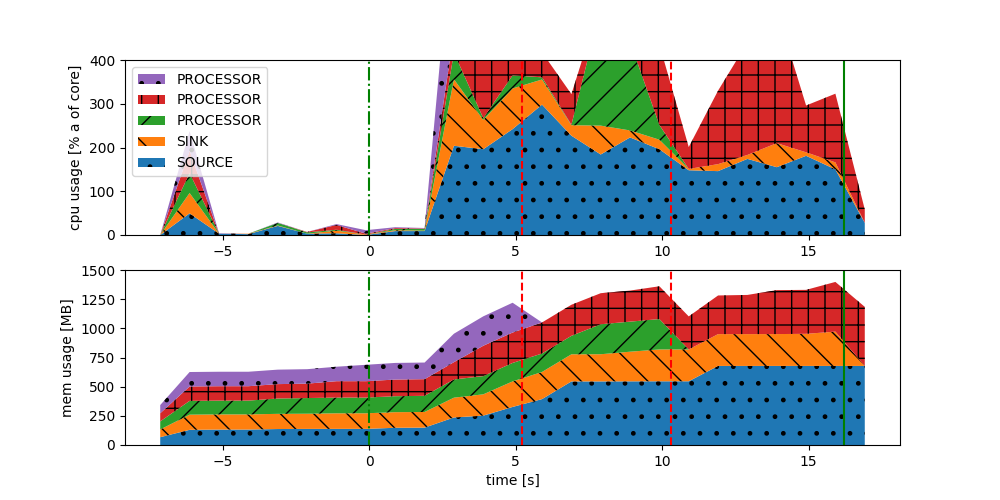 cpu usage [% a of core]
400
300
200
100
0
PROCESSOR
PROCESSOR
PROCESSOR
SINK
SOURCE
−5
0
5
10
15
mem usage [MB]
1500
1250
1000
750
500
250
0
−5
0
5
10
15
time [s]